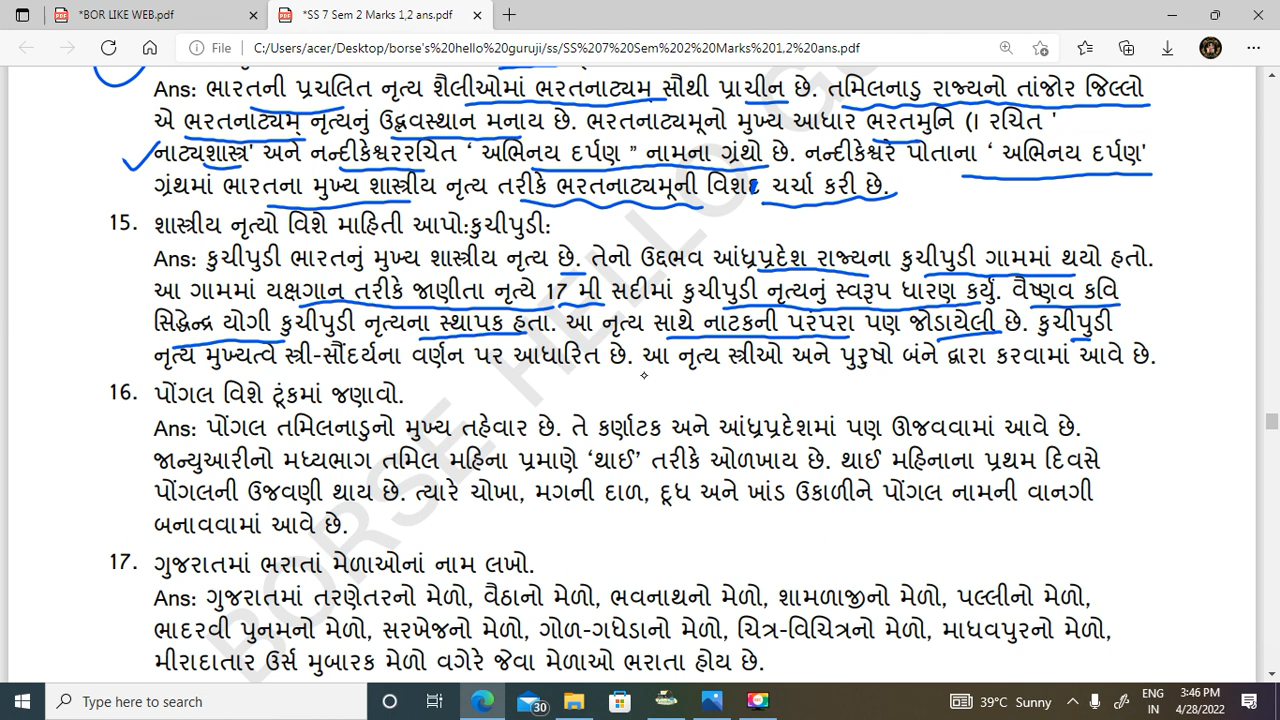 *BOR LIKE WEB.pdf
*SS 7 Sem 2 Marks 1,2 ans.pdf
File C:/Users/acer/Desktop/borse's%20hello%20guruji/ss/SS%207%20Sem%202%20Marks%201,2%20ans.pdf
Ans: ભારતની પ્રચલિત નૃત્ય શૈલીઓમાં ભરતનાટ્યમ્ સૌથી પ્રાચીન છે. તમિલનાડુ રાજ્યનો તાંજોર જિલ્લો
એ ભરતનાટ્યમ્ નૃત્યનું ઉદ્ભવસ્થાન મનાય છે. ભરતનાટ્યમૂનો મુખ્ય આધાર ભરતમુનિ (। રચિત '
નાટ્યશાસ્ત્ર' અને નન્દીકેશ્વરરચિત ‘ અભિનય દર્પણ ” નામના ગ્રંથો છે. નન્દીકેશ્વરે પોતાના ‘ અભિનય દર્પણ'
ગ્રંથમાં ભારતના મુખ્ય શાસ્ત્રીય નૃત્ય તરીકે ભરતનાટ્યમૂની વિશદ ચર્ચા કરી છે.
15. શાસ્ત્રીય નૃત્યો વિશે માહિતી આપો:કુચીપુડી:
Ans: કુચીપુડી ભારતનું મુખ્ય શાસ્ત્રીય નૃત્ય છે. તેનો ઉદ્દભવ આંધ્રપ્રદેશ રાજ્યના કુચીપુડી ગામમાં થયો હતો.
આ ગામમાં યક્ષગાન તરીકે જાણીતા નૃત્યે 17 મી સદીમાં કુચીપુડી નૃત્યનું સ્વરૂપ ધારણ કર્યું. વૈષ્ણવ કવિ
સિદ્ધેન્દ્ર યોગી કુચીપુડી નૃત્યના સ્થાપક હતા. આ નૃત્ય સાથે નાટકની પરંપરા પણ જોડાયેલી છે. કુચીપુડી
નૃત્ય મુખ્યત્વે સ્ત્રી-સૌંદર્યના વર્ણન પર આધારિત છે. આ નૃત્ય સ્ત્રીઓ અને પુરુષો બંને દ્વારા કરવામાં આવે છે.
16. પોંગલ વિશે ટૂંકમાં જણાવો.
Ans: પોંગલ તમિલનાડુનો મુખ્ય તહેવાર છે. તે કર્ણાટક અને આંધ્રપ્રદેશમાં પણ ઊજવવામાં આવે છે.
જાન્યુઆરીનો મધ્યભાગ તમિલ મહિના પ્રમાણે ‘થાઈ’ તરીકે ઓળખાય છે. થાઈ મહિનાના પ્રથમ દિવસે
પોંગલની ઉજવણી થાય છે. ત્યારે ચોખા, મગની દાળ, દૂધ અને ખાંડ ઉકાળીને પોંગલ નામની વાનગી
બનાવવામાં આવે છે.
17. ગુજરાતમાં ભરાતાં મેળાઓનાં નામ લખો.
Ans: ગુજરાતમાં તરણેતરનો મેળો, વૈઠાનો મેળો, ભવનાથનો મેળો, શામળાજીનો મેળો, પલ્લીનો મેળો,
ભાદરવી પુનમનો મેળો, સરખેજનો મેળો, ગોળ-ગધેડાનો મેળો, ચિત્ર-વિચિત્રનો મેળો, માધવપુરનો મેળો,
મીરાદાતાર ઉર્સ મુબારક મેળો વગેરે જેવા મેળાઓ ભરાતા હોય છે.
BORSE HELLO GU
Type here to search
30
39°C Sunny
ENG
IN
3:46 PM
4/28/2022